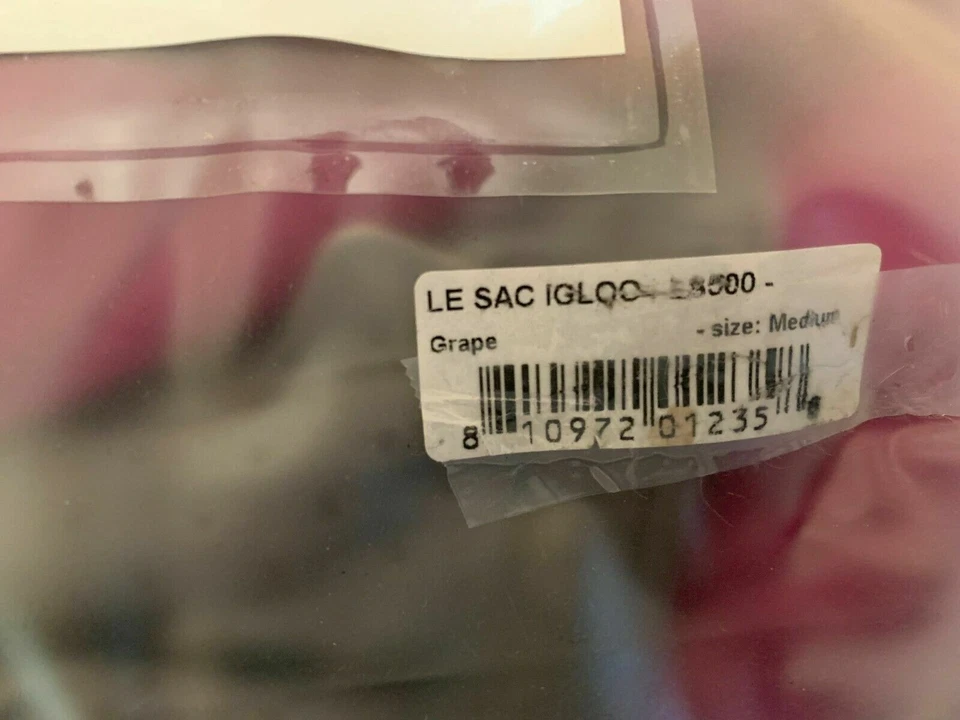 LE SAC IGLOO -
Grape - size: Medium
8 10972 01235